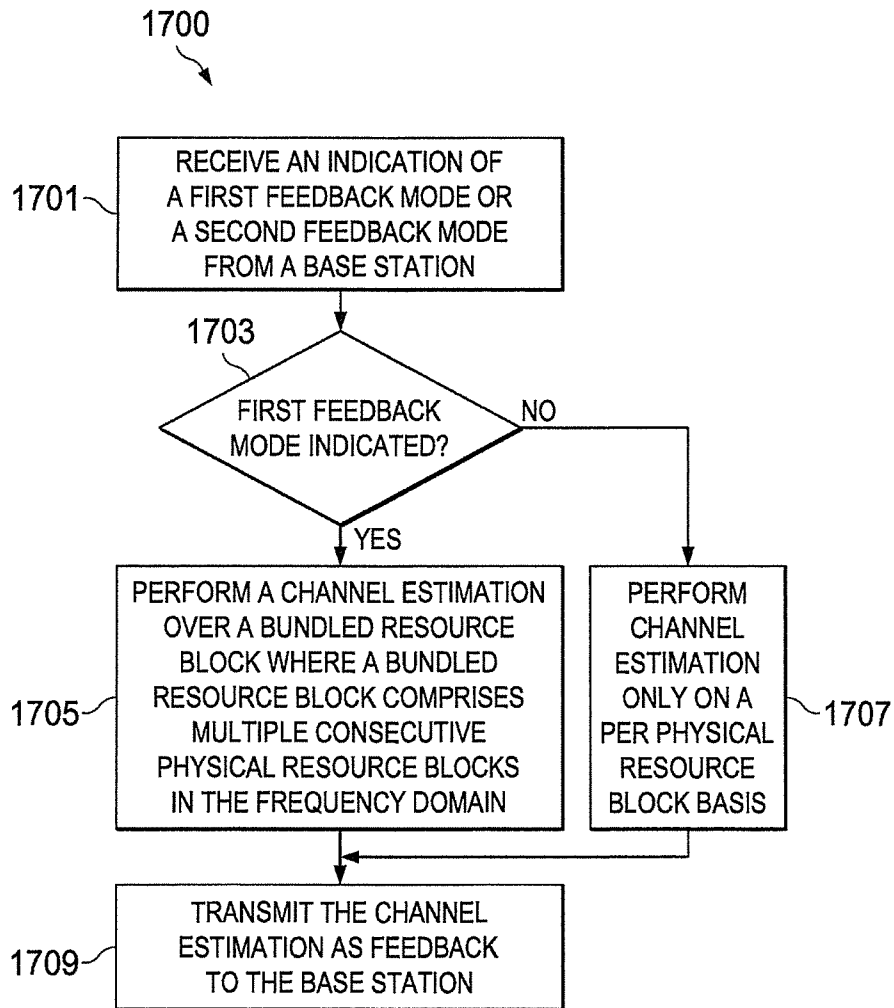 1700
1701
RECEIVE AN INDICATION OF
A FIRST FEEDBACK MODE OR
A SECOND FEEDBACK MODE
FROM A BASE STATION
1703
FIRST FEEDBACK
MODE INDICATED?
NO
YES
1705
PERFORM A CHANNEL ESTIMATION
OVER A BUNDLED RESOURCE
BLOCK WHERE A BUNDLED
RESOURCE BLOCK COMPRISES
MULTIPLE CONSECUTIVE
PHYSICAL RESOURCE BLOCKS
IN THE FREQUENCY DOMAIN
PERFORM
CHANNEL
ESTIMATION
ONLY ON A
PER PHYSICAL
RESOURCE
BLOCK BASIS
1707
1709
TRANSMIT THE CHANNEL
ESTIMATION AS FEEDBACK
TO THE BASE STATION